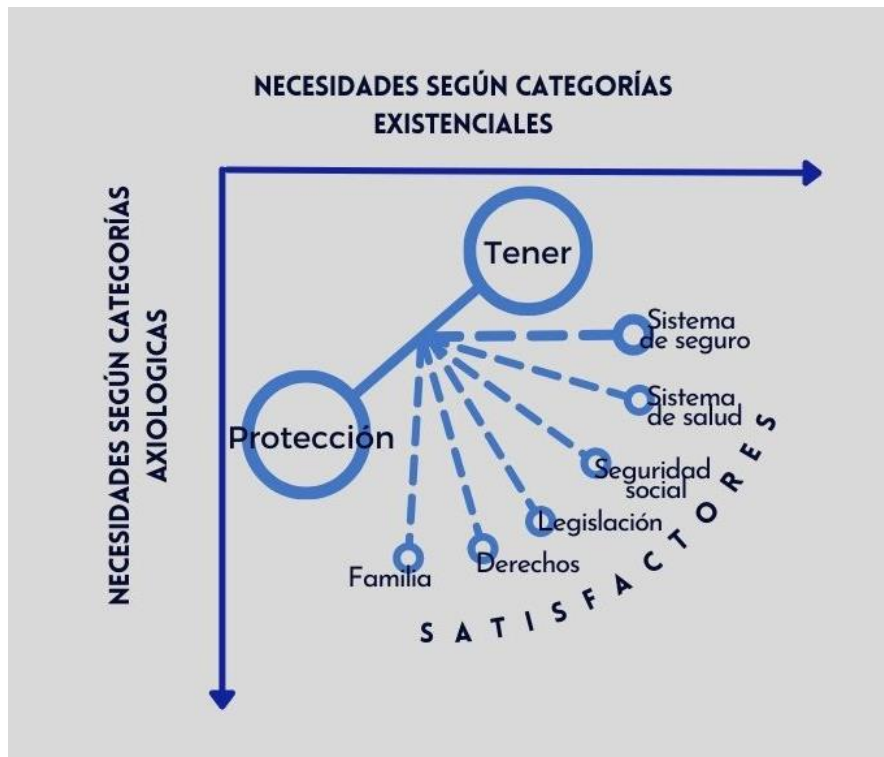 NECESIDADES SEGÚN CATEGORÍAS
EXISTENCIALES
NECESIDADES SEGÚN CATEGORÍAS
AXIOLOGICAS
Tener
Protección
Sistema
de seguro
Sistema
de salud
Seguridad
social
Legislación
Derechos
Familia
SATISFACTORES